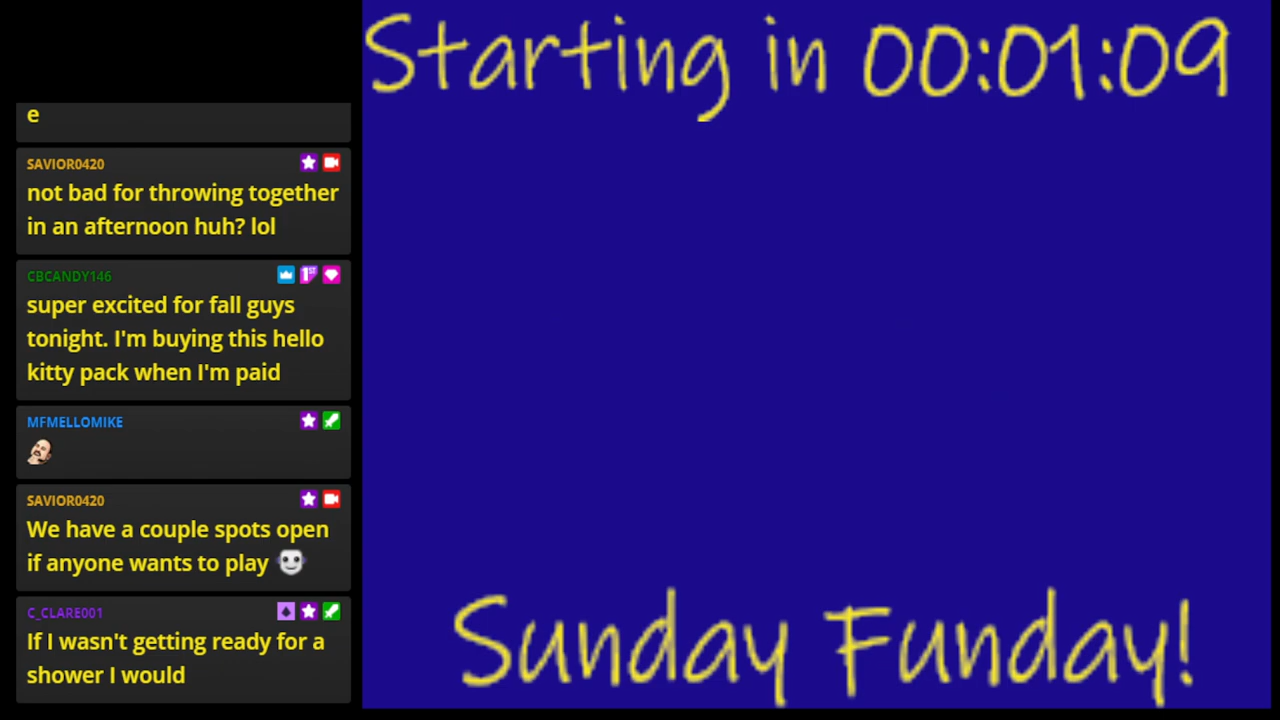 Starting in 00:01:09
e
SAVIOR0420
not bad for throwing together
in an afternoon huh? lol
CBCANDY146
1ST
super excited for fall guys
tonight. I'm buying this hello
kitty pack when I'm paid
MFMELLOMIKE
SAVIOR0420
We have a couple spots open
if anyone wants to play
C_CLARE001
If I wasn't getting ready for a
shower I would
Sunday Funday!